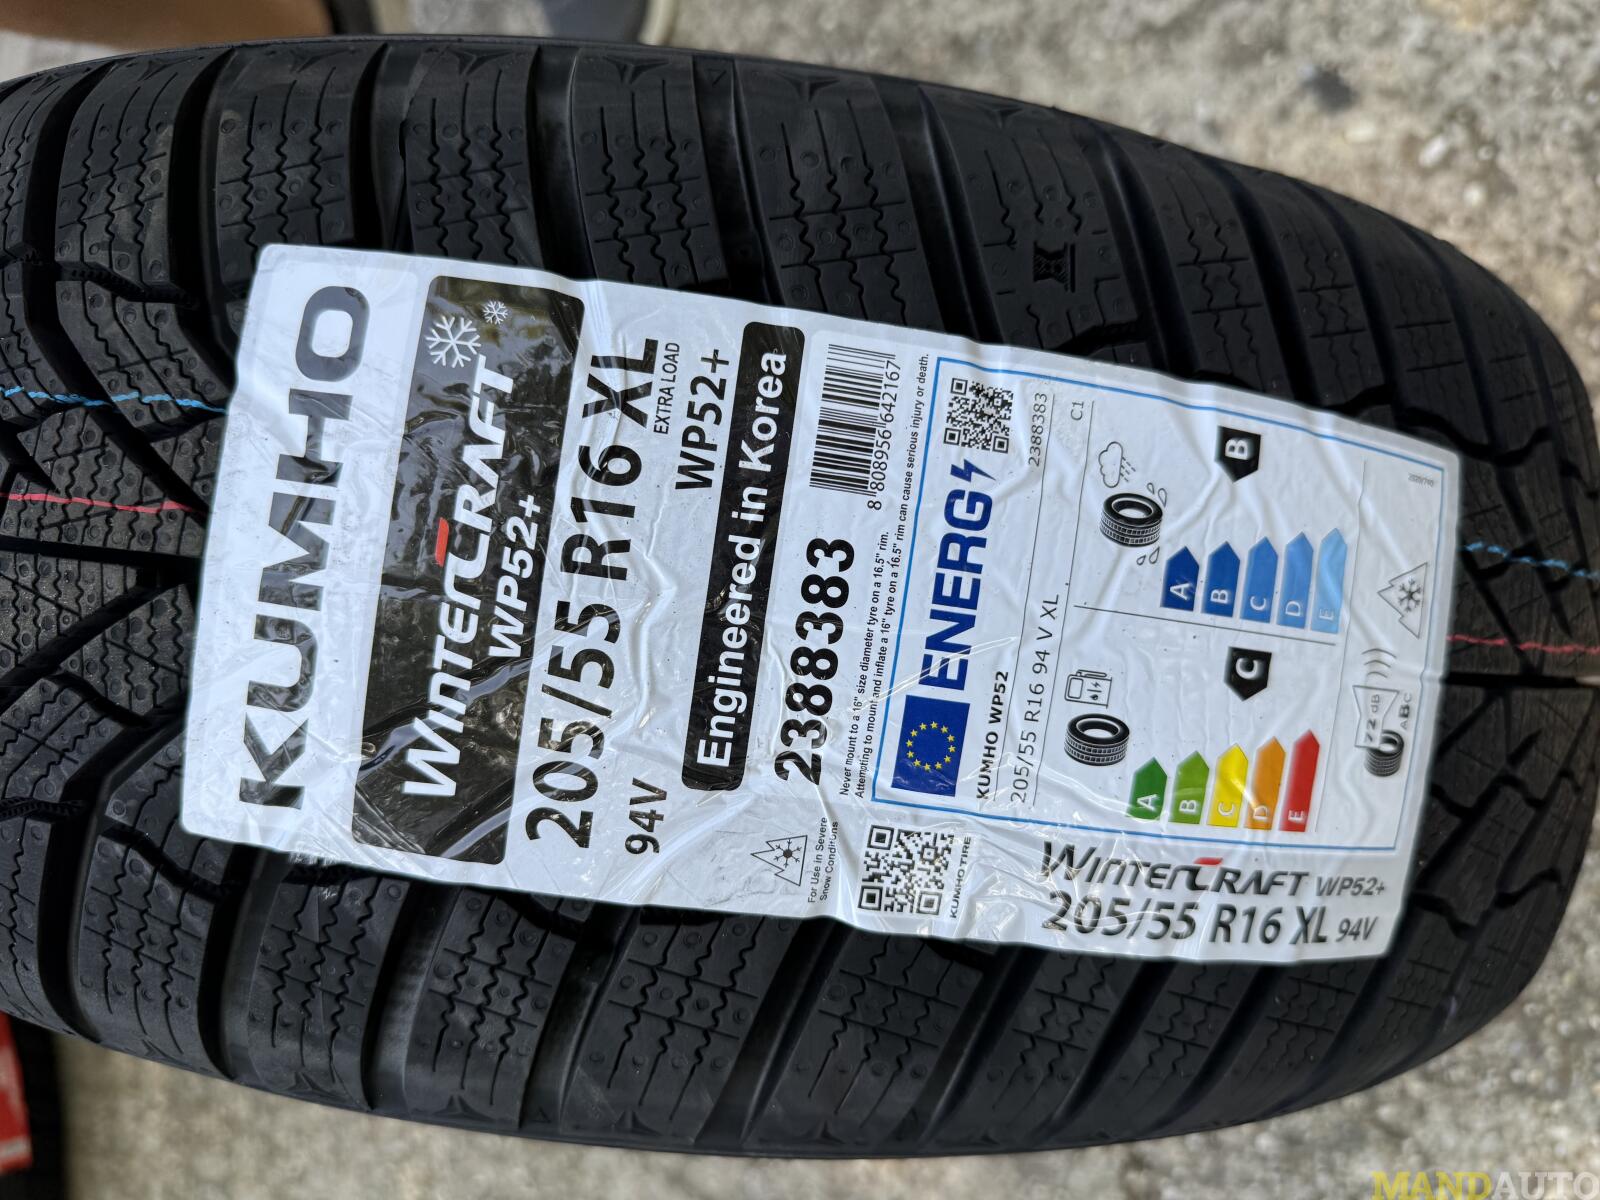 KUMHO
WINTERCRAFT
WP52+
205/55 R16 XL
EXTRA LOAD
94V
WP52+
Engineered in Korea
2388383
8 808956 642167
Never mount to a 16" size diameter tyre on a 16.5" rim.
Attempting to mount and inflate a 16" tyre on a 16.5" rim can cause serious injury or death.
For Use in Severe
Snow Conditions
KUMHO TIRE
ENERG
2388383
KUMHO WP52
205/55 R16 94 V XL
C1
B
A
B
C
D
E
C
A
B
C
D
E
72 dB
ABC
2020/740
WINTERCRAFT WP52+
205/55 R16 XL 94V
MANDAUTO